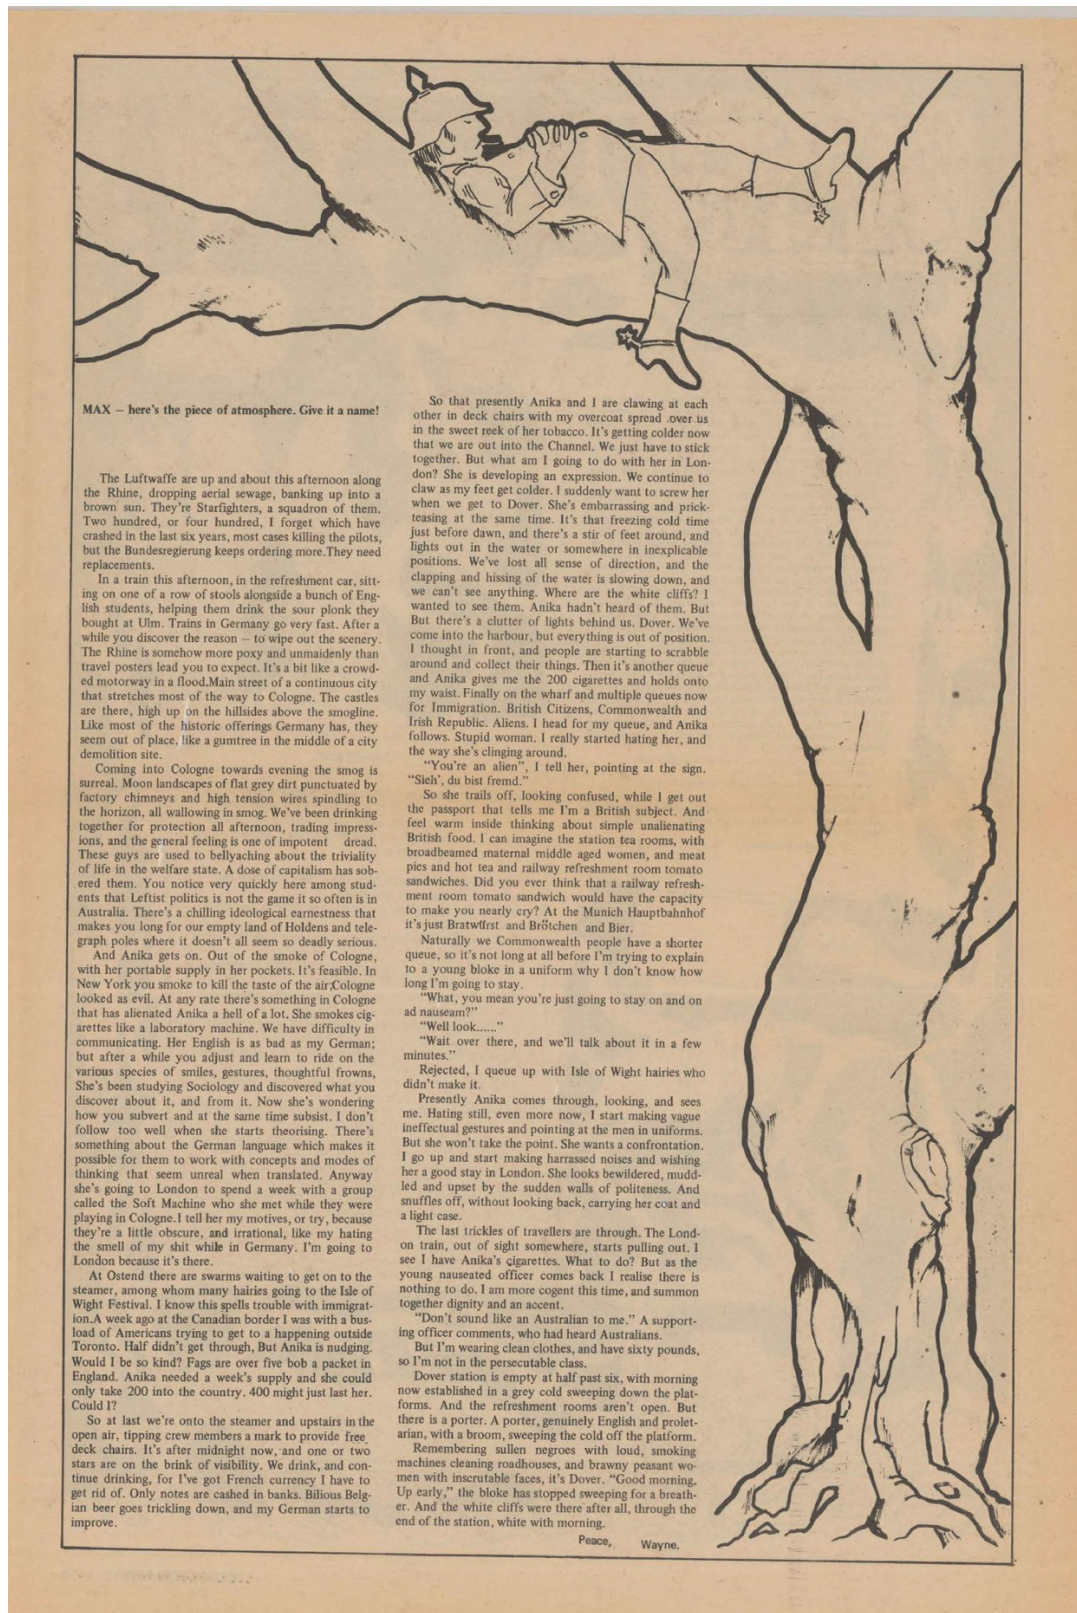 MAX — here's the piece of atmosphere. Give it a name!
The Luftwaffe are up and about this afternoon along
the Rhine, dropping aerial sewage, banking up into a
brown sun. They're Starfighters, a squadron of them.
Two hundred, or four hundred, I forget which have
crashed in the last six years, most cases killing the pilots,
but the Bundesregierung keeps ordering more.They need
replacements.
In a train this afternoon, in the refreshment car, sitt-
ing on one of a row of stools alongside a bunch of Eng-
lish students, helping them drink the sour plonk they
bought at Ulm. Trains in Germany go very fast. After a
while you discover the reason — to wipe out the scenery.
The Rhine is somehow more poxy and unmaidenly than
travel posters lead you to expect. It's a bit like a crowd-
ed motorway in a flood.Main street of a continuous city
that stretches most of the way to Cologne. The castles
are there, high up on the hillsides above the smogline.
Like most of the historic offerings Germany has, they
seem out of place, like a gumtree in the middle of a city
demolition site.
Coming into Cologne towards evening the smog is
surreal. Moon landscapes of flat grey dirt punctuated by
factory chimneys and high tension wires spindling to
the horizon, all wallowing in smog. We've been drinking
together for protection all afternoon, trading impress-
ions, and the general feeling is one of impotent dread.
These guys are used to bellyaching about the triviality
of life in the welfare state. A dose of capitalism has sob-
ered them. You notice very quickly here among stud-
ents that Leftist politics is not the game it so often is in
Australia. There's a chilling ideological earnestness that
makes you long for our empty land of Holdens and tele-
graph poles where it doesn't all seem so deadly serious.
And Anika gets on. Out of the smoke of Cologne,
with her portable supply in her pockets. It's feasible. In
New York you smoke to kill the taste of the air;Cologne
looked as evil. At any rate there's something in Cologne
that has alienated Anika a hell of a lot. She smokes cig-
arettes like a laboratory machine. We have difficulty in
communicating. Her English is as bad as my German;
but after a while you adjust and learn to ride on the
various species of smiles, gestures, thoughtful frowns,
She's been studying Sociology and discovered what you
discover about it, and from it. Now she's wondering
how you subvert and at the same time subsist. I don't
follow too well when she starts theorising. There's
something about the German language which makes it
possible for them to work with concepts and modes of
thinking that seem unreal when translated. Anyway
she's going to London to spend a week with a group
called the Soft Machine who she met while they were
playing in Cologne.I tell her my motives, or try, because
they're a little obscure, and irrational, like my hating
the smell of my shit while in Germany. I'm going to
London because it's there.
At Ostend there are swarms waiting to get on to the
steamer, among whom many hairies going to the Isle of
Wight Festival. I know this spells trouble with immigrat-
ion.A week ago at the Canadian border I was with a bus-
load of Americans trying to get to a happening outside
Toronto. Half didn't get through, But Anika is nudging.
Would I be so kind? Fags are over five bob a packet in
England. Anika needed a week's supply and she could
only take 200 into the country. 400 might just last her.
Could I?
So at last we're onto the steamer and upstairs in the
open air, tipping crew members a mark to provide free
deck chairs. It's after midnight now, and one or two
stars are on the brink of visibility. We drink, and con-
tinue drinking, for I've got French currency I have to
get rid of. Only notes are cashed in banks. Bilious Belg-
ian beer goes trickling down, and my German starts to
improve.
So that presently Anika and I are clawing at each
other in deck chairs with my overcoat spread .over us
in the sweet reek of her tobacco. It's getting colder now
that we are out into the Channel. We just have to stick
together. But what am I going to do with her in Lon-
don? She is developing an expression. We continue to
claw as my feet get colder. I suddenly want to screw her
when we get to Dover. She's embarrassing and prick-
teasing at the same time. It's that freezing cold time
just before dawn, and there's a stir of feet around, and
lights out in the water or somewhere in inexplicable
positions. We've lost all sense of direction, and the
clapping and hissing of the water is slowing down, and
we can't see anything. Where are the white cliffs? I
wanted to see them. Anika hadn't heard of them. But
But there's a clutter of lights behind us. Dover. We've
come into the harbour, but everything is out of position.
I thought in front, and people are starting to scrabble
around and collect their things. Then it's another queue
and Anika gives me the 200 cigarettes and holds onto
my waist. Finally on the wharf and multiple queues now
for Immigration. British Citizens, Commonwealth and
Irish Republic. Aliens. I head for my queue, and Anika
follows. Stupid woman. I really started hating her, and
the way she's clinging around.
"You're an alien", I tell her, pointing at the sign.
"Sieh', du bist fremd."
So she trails off, looking confused, while I get out
the passport that tells me I'm a British subject. And
feel warm inside thinking about simple unalienating
British food. I can imagine the station tea rooms, with
broadbeamed maternal middle aged women, and meat
pies and hot tea and railway refreshment room tomato
sandwiches. Did you ever think that a railway refresh-
ment room tomato sandwich would have the capacity
to make you nearly cry? At the Munich Hauptbahnhof
it's just Bratwürst and Brötchen and Bier.
Naturally we Commonwealth people have a shorter
queue, so it's not long at all before I'm trying to explain
to a young bloke in a uniform why I don't know how
long I'm going to stay.
"What, you mean you're just going to stay on and on
ad nauseam?"
"Well look......"
"Wait over there, and we'll talk about it in a few
minutes."
Rejected, I queue up with Isle of Wight hairies who
didn't make it.
Presently Anika comes through, looking, and sees
me. Hating still, even more now, I start making vague
ineffectual gestures and pointing at the men in uniforms.
But she won't take the point. She wants a confrontation.
I go up and start making harrassed noises and wishing
her a good stay in London. She looks bewildered, mudd-
led and upset by the sudden walls of politeness. And
snuffles off, without looking back, carrying her coat and
a light case.
The last trickles of travellers are through. The Lond-
on train, out of sight somewhere, starts pulling out. I
see I have Anika's cigarettes. What to do? But as the
young nauseated officer comes back I realise there is
nothing to do. I am more cogent this time, and summon
together dignity and an accent.
"Don't sound like an Australian to me." A support-
ing officer comments, who had heard Australians.
But I'm wearing clean clothes, and have sixty pounds,
so I'm not in the persecutable class.
Dover station is empty at half past six, with morning
now established in a grey cold sweeping down the plat-
forms. And the refreshment rooms aren't open. But
there is a porter. A porter, genuinely English and prolet-
arian, with a broom, sweeping the cold off the platform.
Remembering sullen negroes with loud, smoking
machines cleaning roadhouses, and brawny peasant wo-
men with inscrutable faces, it's Dover. "Good morning,
Up early," the bloke has stopped sweeping for a breath-
er. And the white cliffs were there after all, through the
end of the station, white with morning.
Peace, Wayne.